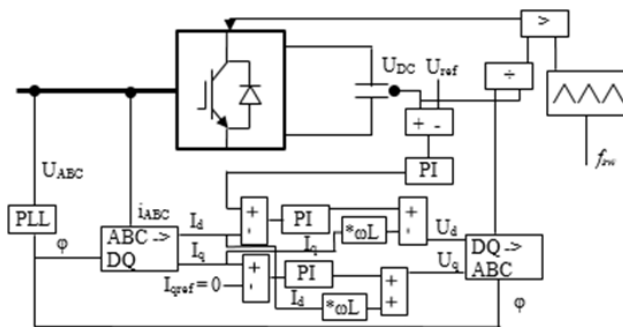 >
U_DC U_ref
÷
+ -
f_sw
PI
U_ABC
i_ABC
PLL
I_d
+ -
PI
+ -
U_d
ABC -> DQ
I_q
I_q
*ωL
DQ -> ABC
φ
I_qref = 0
+ -
PI
+ +
U_q
I_d
*ωL
φ